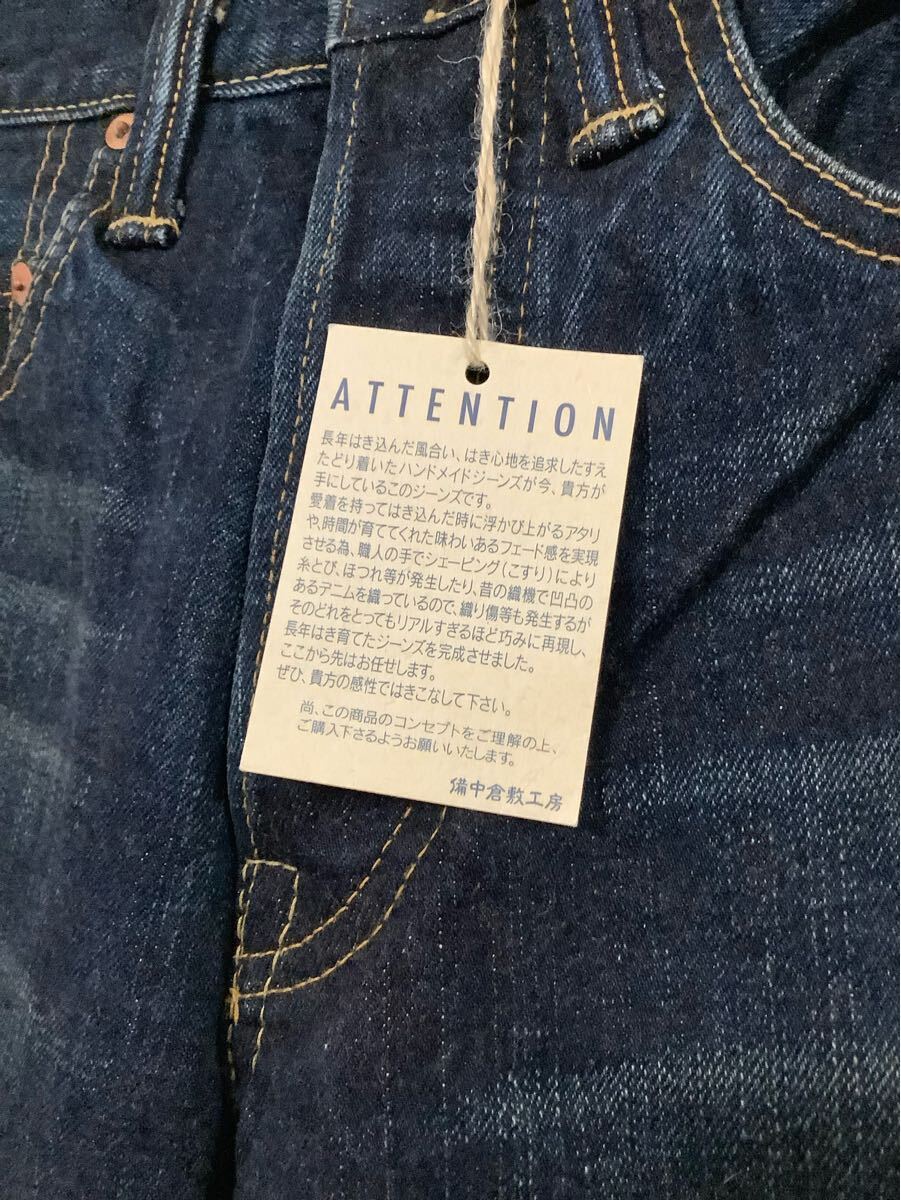 ATTENTION
長年はき込んだ風合い、はき心地を追求したすえ
たどり着いたハンドメイドジーンズが今、貴方が
手にしているこのジーンズです。
愛着を持ってはき込んだ時に浮かび上がるアタリ
や、時間が育ててくれた味わいあるフェード感を実現
させる為、職人の手でシェービング(こすり)により
糸とび、ほつれ等が発生したり、昔の織機で凹凸の
あるデニムを織っているので、織り傷等も発生するが
そのどれをとってもリアルすぎるほど巧みに再現し、
長年はき育てたジーンズを完成させました。
ここから先はお任せします。
ぜひ、貴方の感性ではきこなして下さい。
尚、この商品のコンセプトをご理解の上、
ご購入下さるようお願いいたします。
備中倉敷工房